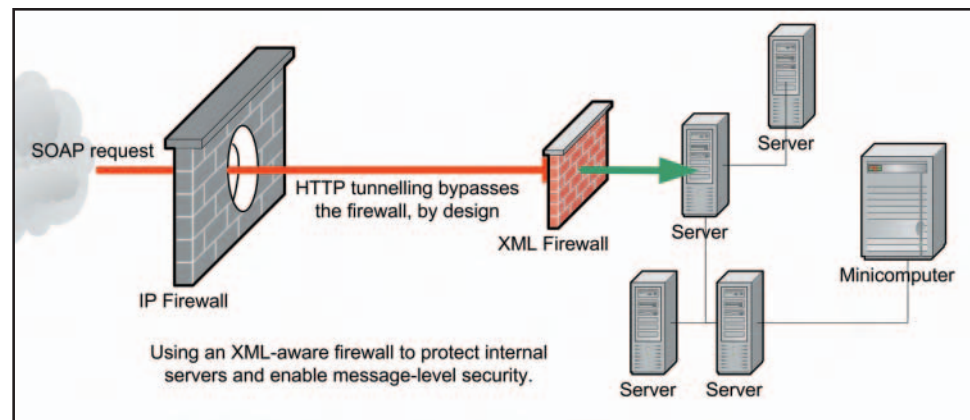 SOAP request
HTTP tunnelling bypasses
the firewall, by design
IP Firewall
XML Firewall
Server
Server
Minicomputer
Server
Server
Using an XML-aware firewall to protect internal
servers and enable message-level security.